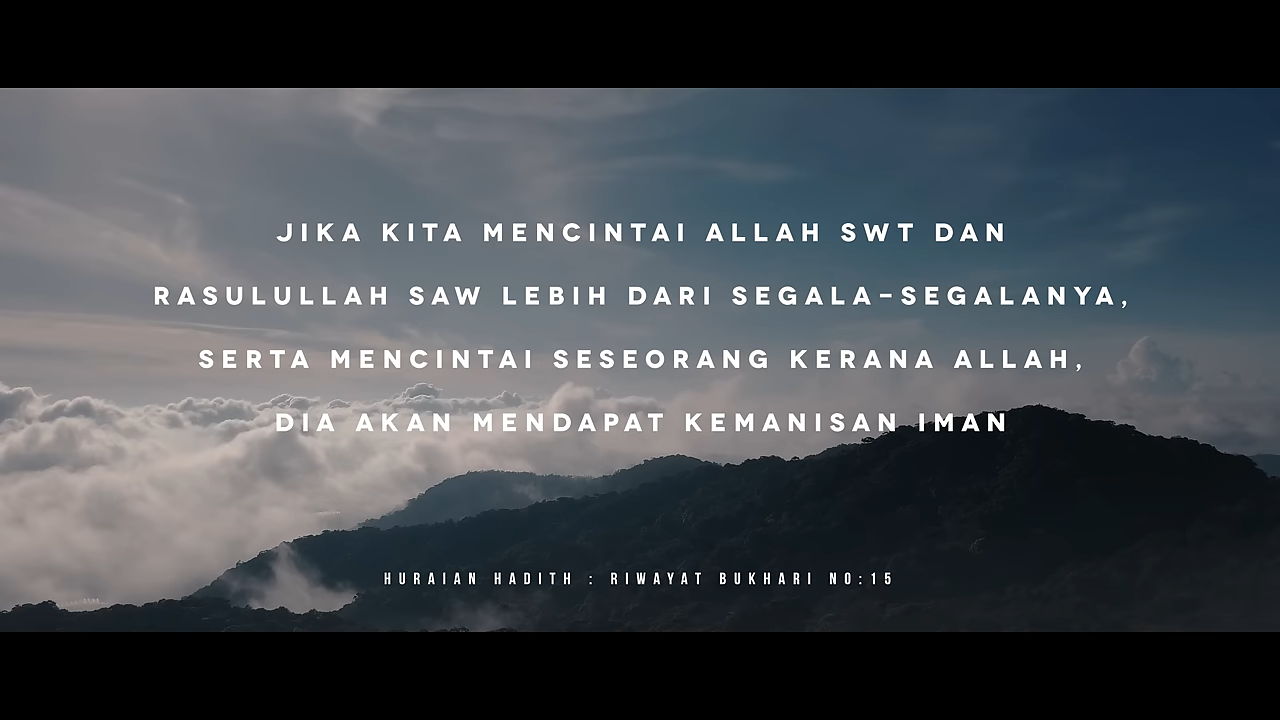 JIKA KITA MENCINTAI ALLAH SWT DAN
RASULULLAH SAW LEBIH DARI SEGALA-SEGALANYA,
SERTA MENCINTAI SESEORANG KERANA ALLAH,
DIA AKAN MENDAPAT KEMANISAN IMAN
HURAIAN HADITH : RIWAYAT BUKHARI NO:15